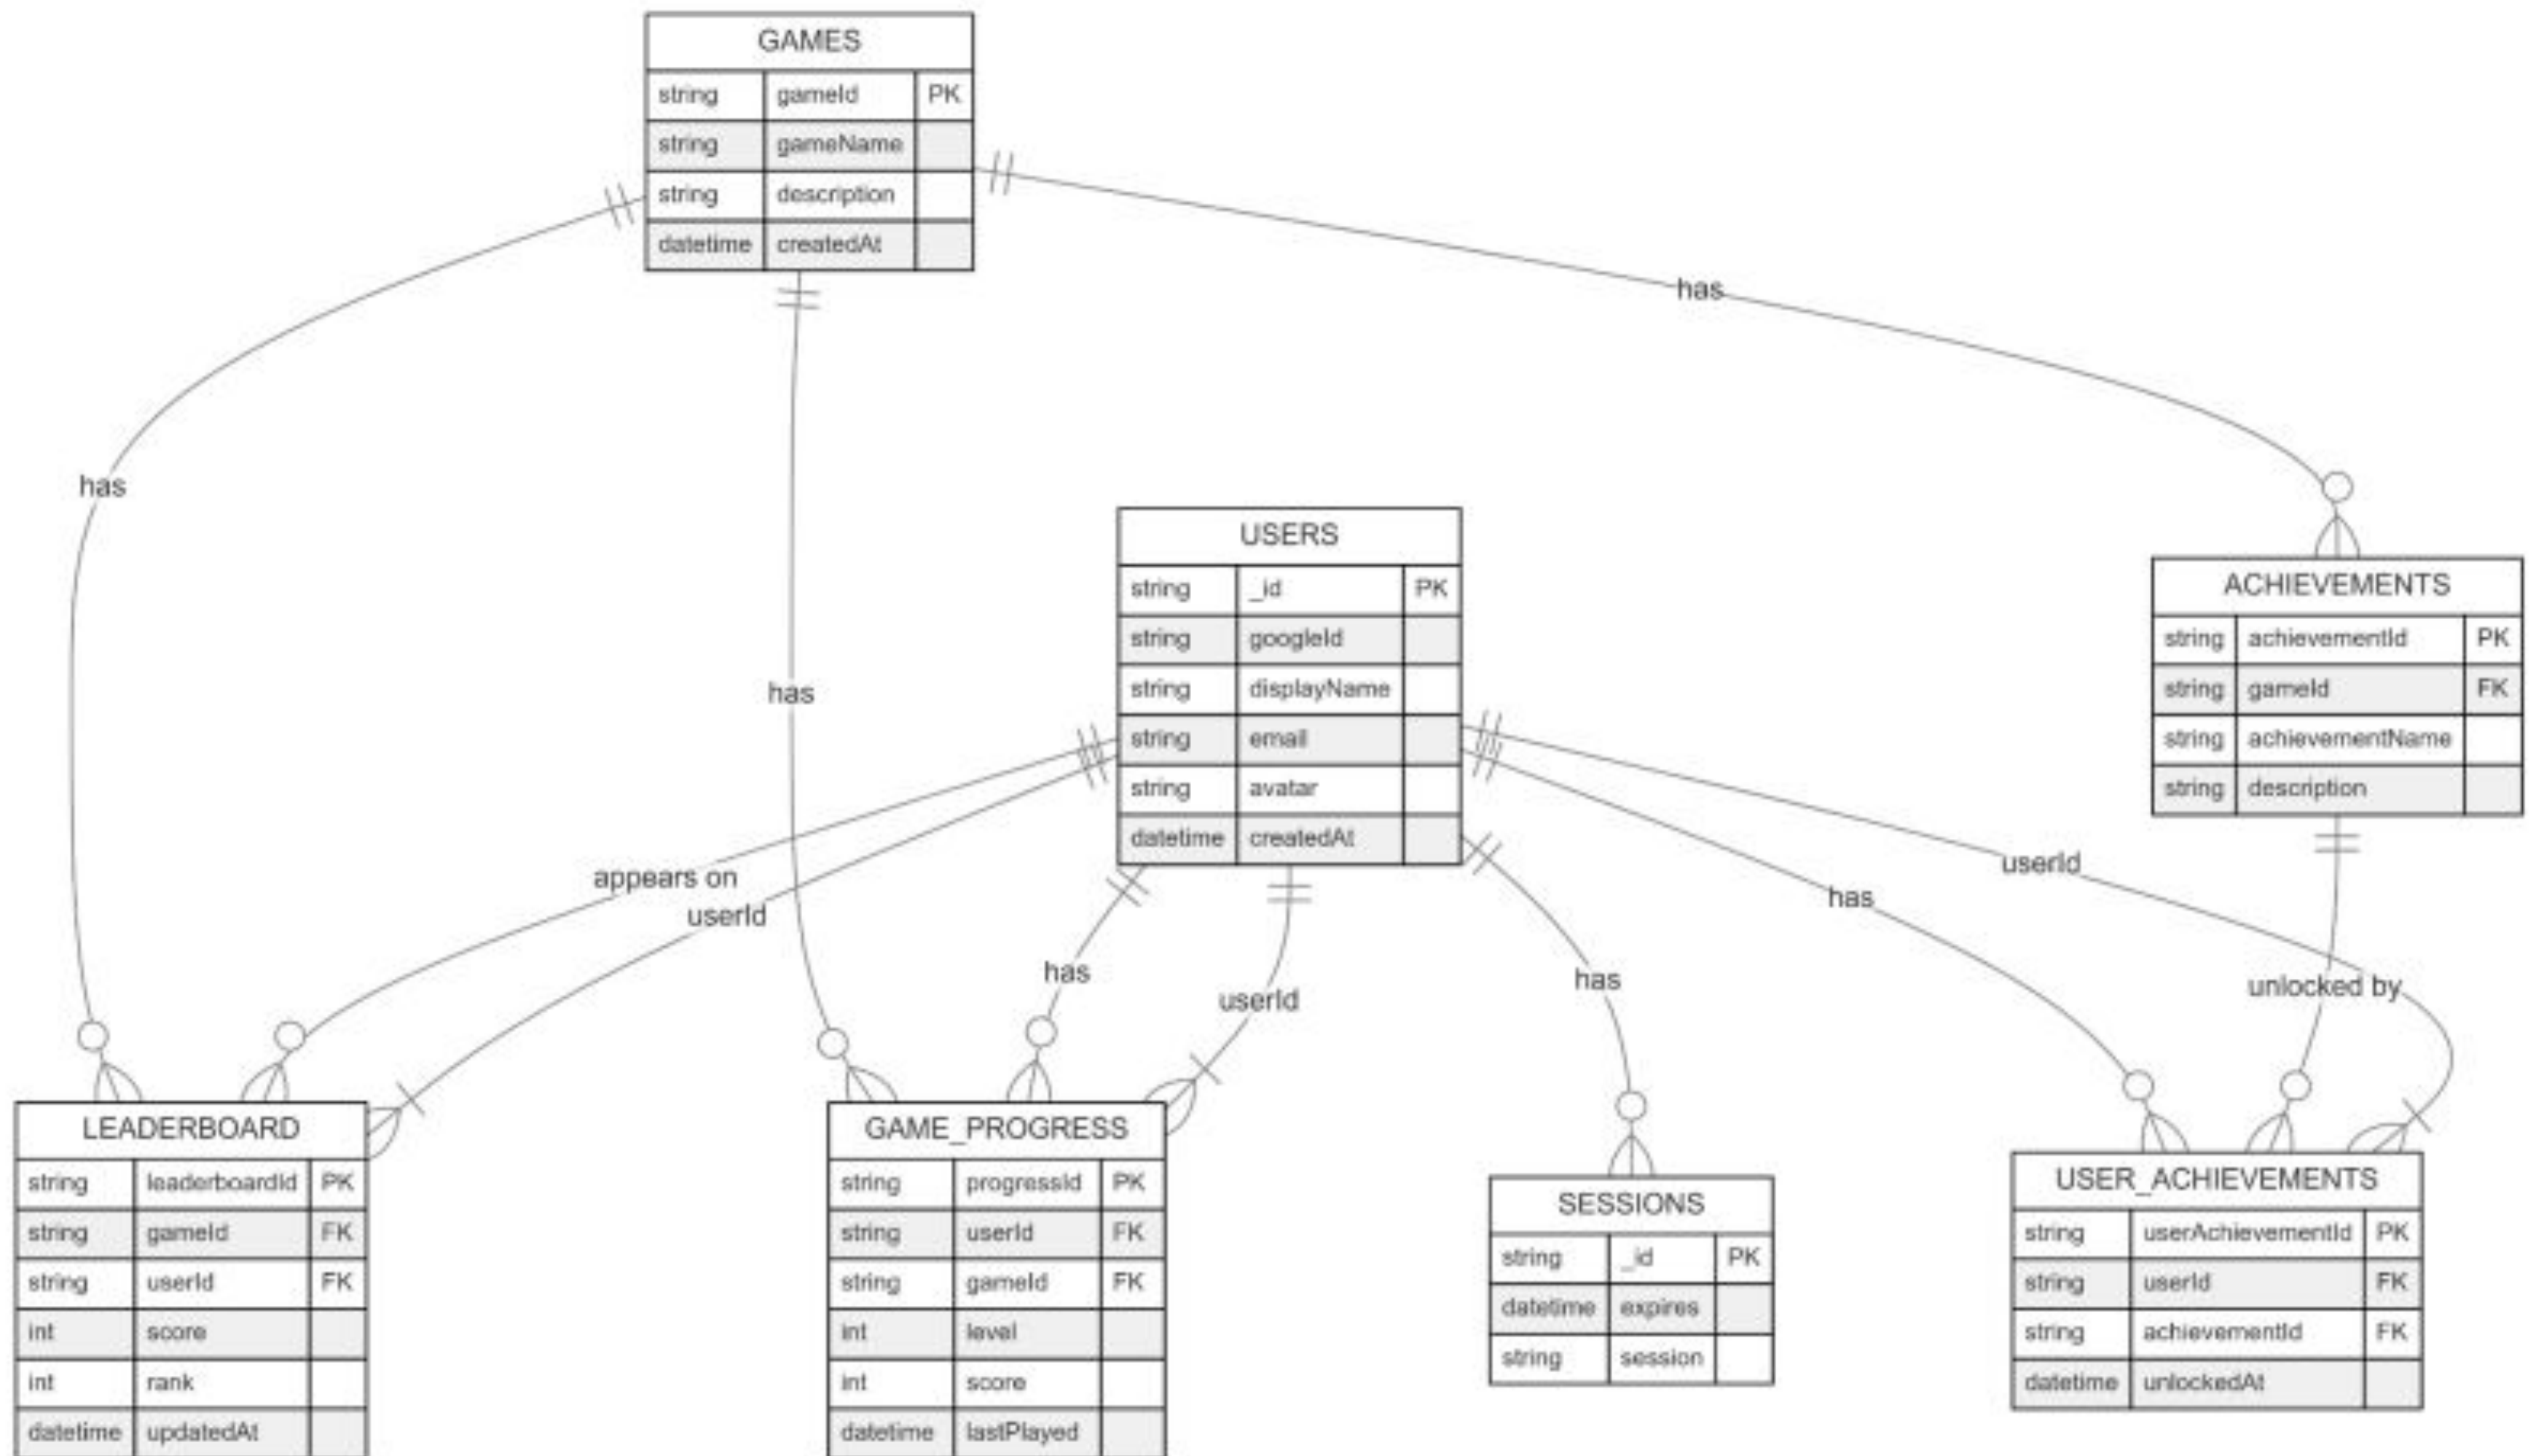 GAMES
string gameId PK
string gameName
string description
datetime createdAt
has
has
has
USERS
string _id PK
string googleId
string displayName
string email
string avatar
datetime createdAt
ACHIEVEMENTS
string achievementId PK
string gameId FK
string achievementName
string description
appears on
userId
has
userId
has
has
userId
unlocked by
LEADERBOARD
string leaderboardId PK
string gameId FK
string userId FK
int score
int rank
datetime updatedAt
GAME_PROGRESS
string progressId PK
string userId FK
string gameId FK
int level
int score
datetime lastPlayed
SESSIONS
string _id PK
datetime expires
string session
USER_ACHIEVEMENTS
string userAchievementId PK
string userId FK
string achievementId FK
datetime unlockedAt